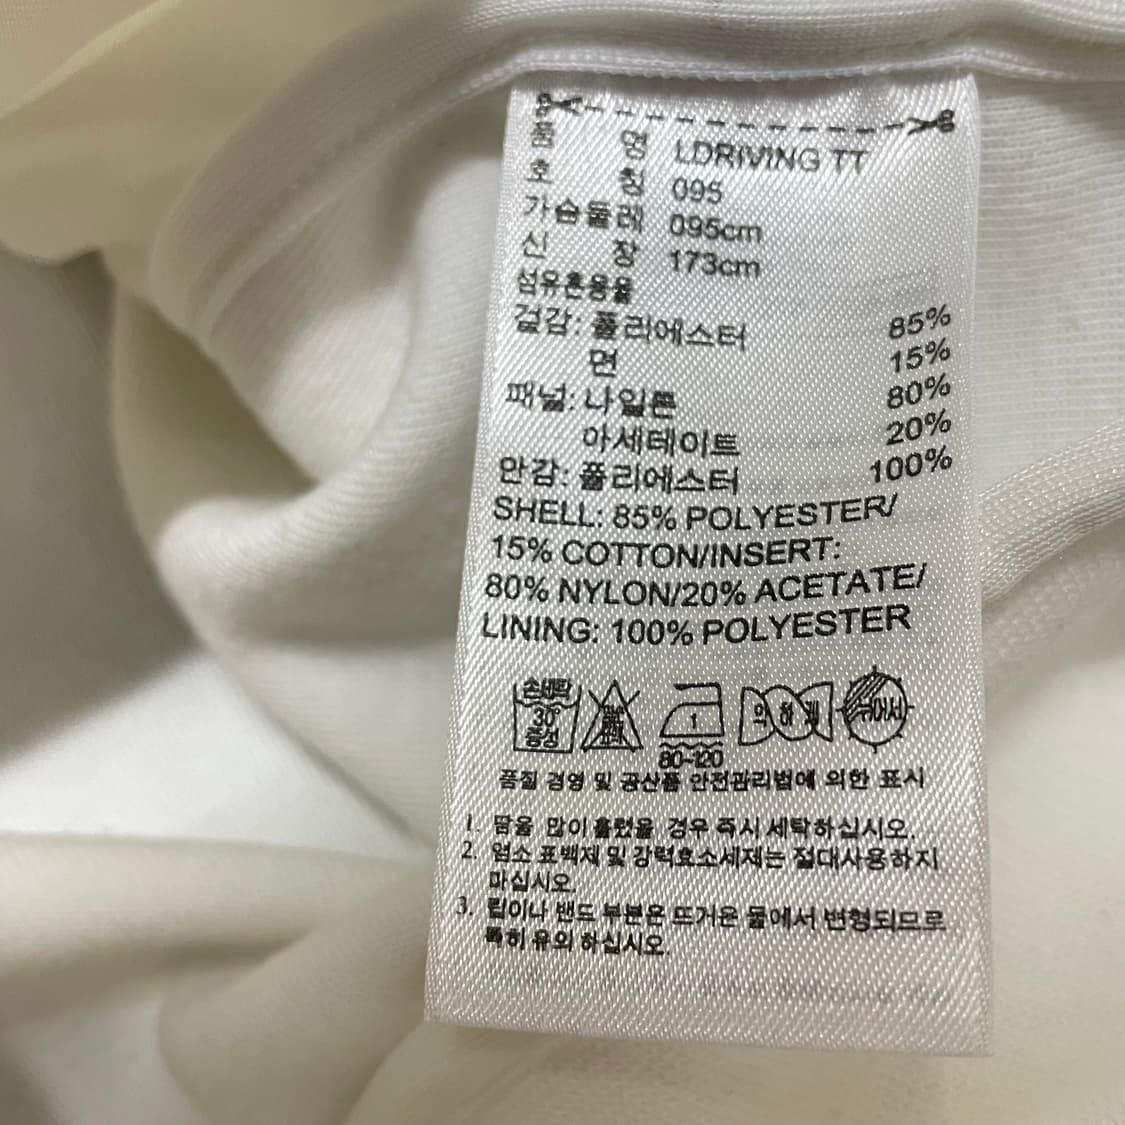 품 명 LDRIVING TT
호 칭 095
가슴둘레 095cm
신 장 173cm
섬유혼용율
겉감: 폴리에스터 85%
면 15%
패널: 나일론 80%
아세테이트 20%
안감: 폴리에스터 100%
SHELL: 85% POLYESTER/
15% COTTON/INSERT:
80% NYLON/20% ACETATE/
LINING: 100% POLYESTER
손세탁
30
중성
1
80~120
약하게
뉘어서
품질 경영 및 공산품 안전관리법에 의한 표시
1. 땀을 많이 흘렸을 경우 즉시 세탁하십시오.
2. 염소 표백제 및 강력효소세제는 절대사용하지
마십시오.
3. 립이나 밴드 부분은 뜨거운 물에서 변형되므로
특히 유의 하십시오.